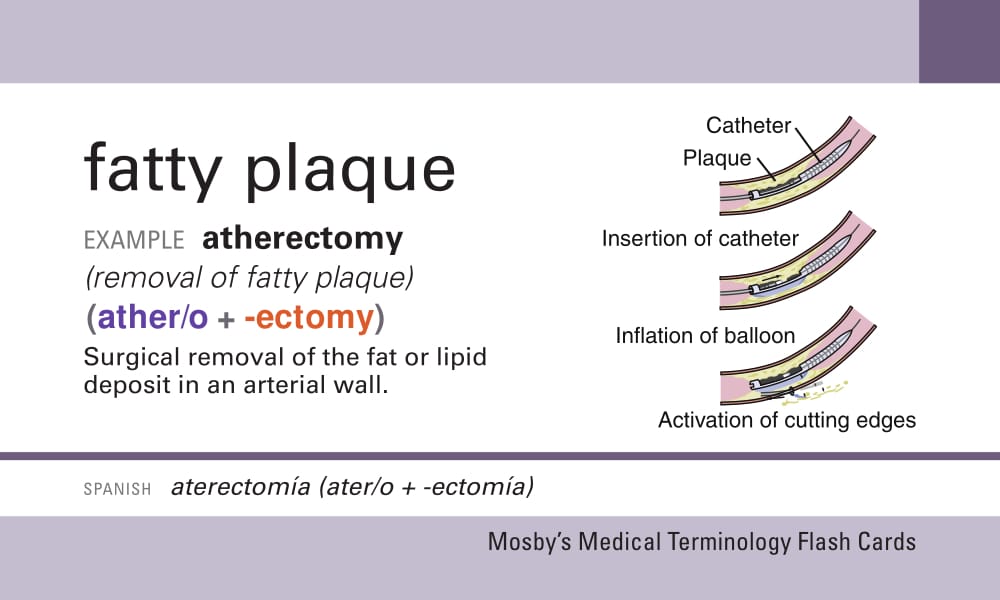 fatty plaque
EXAMPLE atherectomy
(removal of fatty plaque)
(ather/o + -ectomy)
Surgical removal of the fat or lipid
deposit in an arterial wall.
Catheter
Plaque
Insertion of catheter
Inflation of balloon
Activation of cutting edges
SPANISH aterectomía (ater/o + -ectomía)
Mosby's Medical Terminology Flash Cards